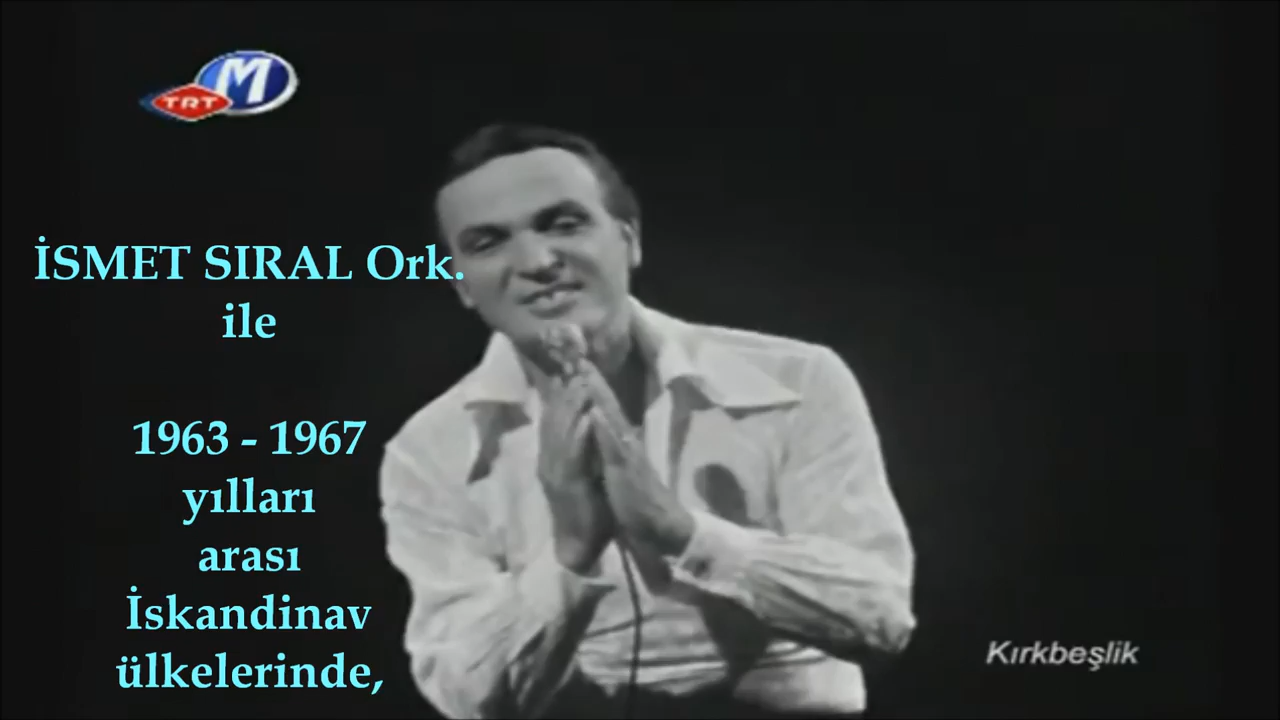 M
TRT
İSMET SIRAL Ork.
ile
1963 - 1967
yılları
arası
İskandinav
ülkelerinde,
Kırkbeşlik